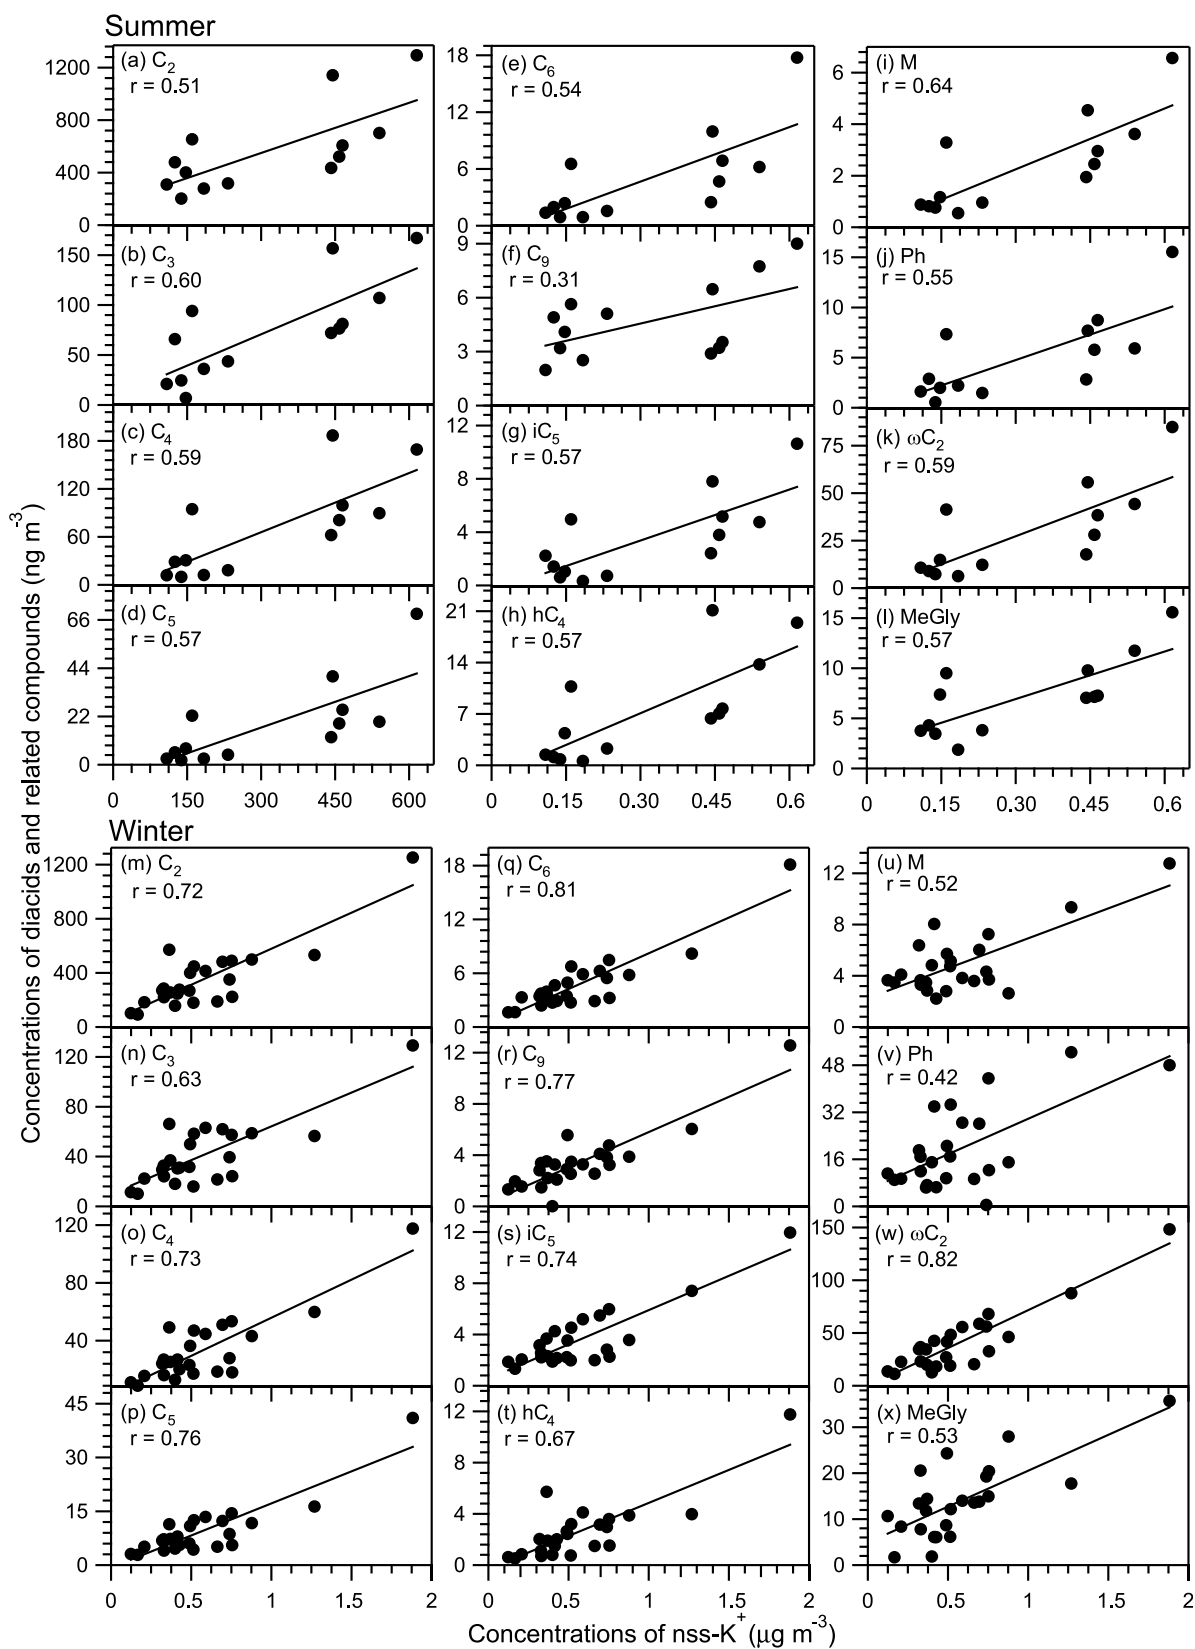 Summer
Concentrations of diacids and related compounds (ng m⁻³)
(a) C₂
r = 0.51
1200
800
400
0
(e) C₆
r = 0.54
18
12
6
0
(i) M
r = 0.64
6
4
2
0
(b) C₃
r = 0.60
150
100
50
0
(f) C₉
r = 0.31
9
6
3
0
(j) Ph
r = 0.55
15
10
5
0
(c) C₄
r = 0.59
180
120
60
0
(g) iC₅
r = 0.57
12
8
4
0
(k) ωC₂
r = 0.59
75
50
25
0
(d) C₅
r = 0.57
66
44
22
0
0 150 300 450 600
(h) hC₄
r = 0.57
21
14
7
0
0 0.15 0.30 0.45 0.6
(l) MeGly
r = 0.57
15
10
5
0
0 0.15 0.30 0.45 0.6
Winter
(m) C₂
r = 0.72
1200
800
400
0
(q) C₆
r = 0.81
18
12
6
0
(u) M
r = 0.52
12
8
4
0
(n) C₃
r = 0.63
120
80
40
0
(r) C₉
r = 0.77
12
8
4
0
(v) Ph
r = 0.42
48
32
16
0
(o) C₄
r = 0.73
120
80
40
0
(s) iC₅
r = 0.74
12
8
4
0
(w) ωC₂
r = 0.82
150
100
50
0
(p) C₅
r = 0.76
45
30
15
0
0 0.5 1 1.5 2
(t) hC₄
r = 0.67
12
8
4
0
0 0.5 1 1.5 2
(x) MeGly
r = 0.53
30
20
10
0
0 0.5 1 1.5 2
Concentrations of nss-K⁺ (μg m⁻³)